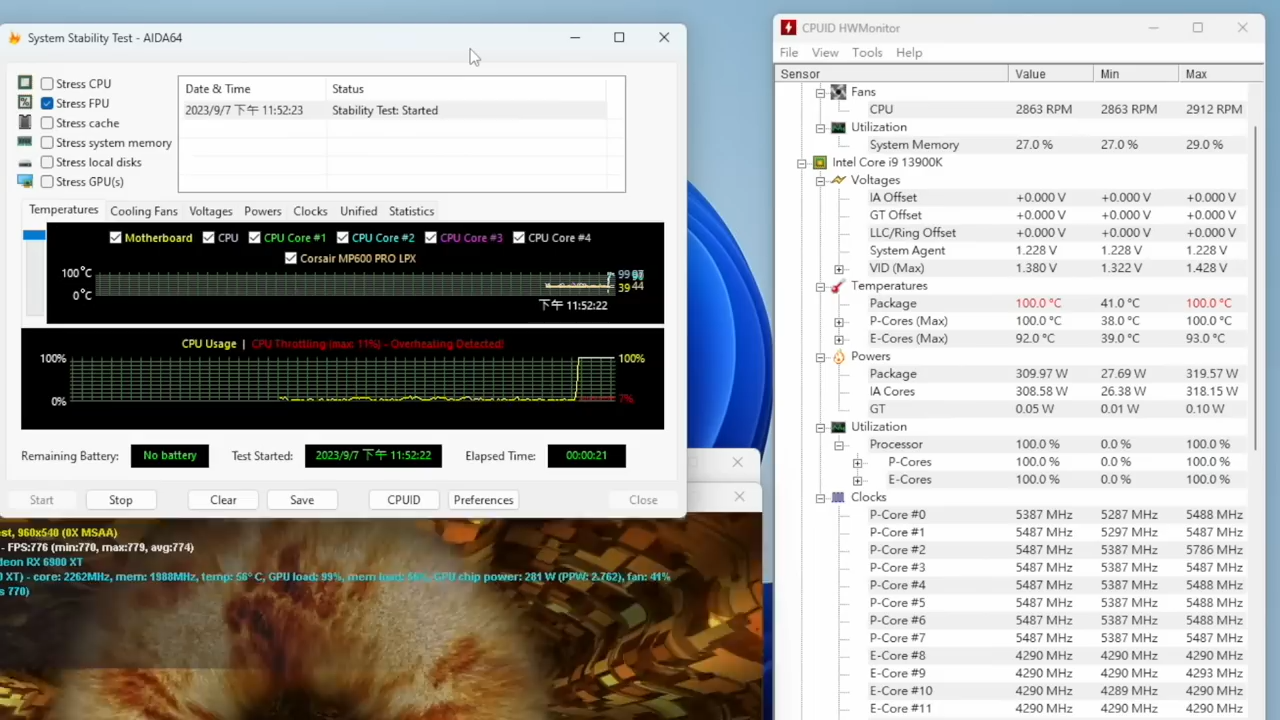 System Stability Test - AIDA64
Stress CPU
Stress FPU
Stress cache
Stress system memory
Stress local disks
Stress GPU(s)
Date & Time Status
2023/9/7 下午 11:52:23 Stability Test: Started
Temperatures Cooling Fans Voltages Powers Clocks Unified Statistics
Motherboard CPU CPU Core #1 CPU Core #2 CPU Core #3 CPU Core #4
Corsair MP600 PRO LPX
100°C
0°C
39 44
下午 11:52:22
CPU Usage | CPU Throttling (max: 11%) - Overheating Detected!
100% 100%
0% 7%
Remaining Battery: No battery Test Started: 2023/9/7 下午 11:52:22 Elapsed Time: 00:00:21
Start Stop Clear Save CPUID Preferences Close
est, 960x540 (0X MSAA)
- FPS:776 (min:770, max:779, avg:774)
deon RX 6900 XT
0 XT) - core: 2262MHz, mem: 1988MHz, temp: 56° C, GPU load: 99%, mem load: GPU chip power: 281 W (PPW: 2.762), fan: 41%
s 770)
CPUID HWMonitor
File View Tools Help
Sensor Value Min Max
Fans
CPU 2863 RPM 2863 RPM 2912 RPM
Utilization
System Memory 27.0 % 27.0 % 29.0 %
Intel Core i9 13900K
Voltages
IA Offset +0.000 V +0.000 V +0.000 V
GT Offset +0.000 V +0.000 V +0.000 V
LLC/Ring Offset +0.000 V +0.000 V +0.000 V
System Agent 1.228 V 1.228 V 1.228 V
VID (Max) 1.380 V 1.322 V 1.428 V
Temperatures
Package 100.0 °C 41.0 °C 100.0 °C
P-Cores (Max) 100.0 °C 38.0 °C 100.0 °C
E-Cores (Max) 92.0 °C 39.0 °C 93.0 °C
Powers
Package 309.97 W 27.69 W 319.57 W
IA Cores 308.58 W 26.38 W 318.15 W
GT 0.05 W 0.01 W 0.10 W
Utilization
Processor 100.0 % 0.0 % 100.0 %
P-Cores 100.0 % 0.0 % 100.0 %
E-Cores 100.0 % 0.0 % 100.0 %
Clocks
P-Core #0 5387 MHz 5287 MHz 5488 MHz
P-Core #1 5487 MHz 5297 MHz 5487 MHz
P-Core #2 5487 MHz 5387 MHz 5786 MHz
P-Core #3 5487 MHz 5387 MHz 5487 MHz
P-Core #4 5487 MHz 5387 MHz 5488 MHz
P-Core #5 5487 MHz 5387 MHz 5488 MHz
P-Core #6 5487 MHz 5387 MHz 5488 MHz
P-Core #7 5487 MHz 5387 MHz 5487 MHz
E-Core #8 4290 MHz 4290 MHz 4290 MHz
E-Core #9 4290 MHz 4290 MHz 4293 MHz
E-Core #10 4290 MHz 4289 MHz 4290 MHz
E-Core #11 4290 MHz 4290 MHz 4290 MHz